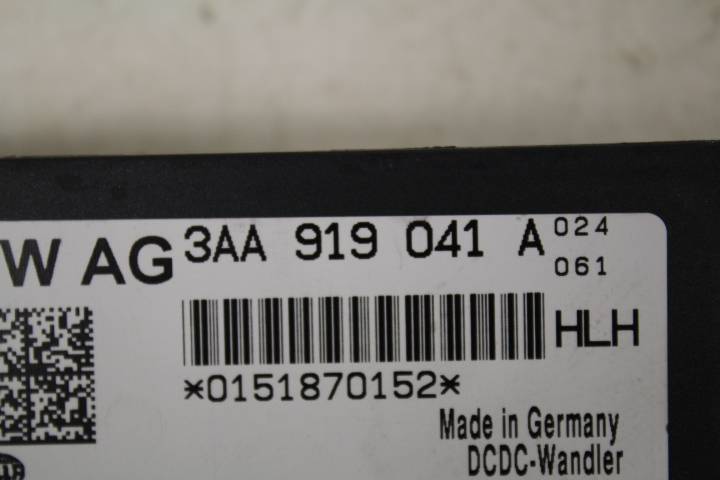 W AG 3AA 919 041 A 024
061
HLH
*0151870152*
Made in Germany
DCDC-Wandler